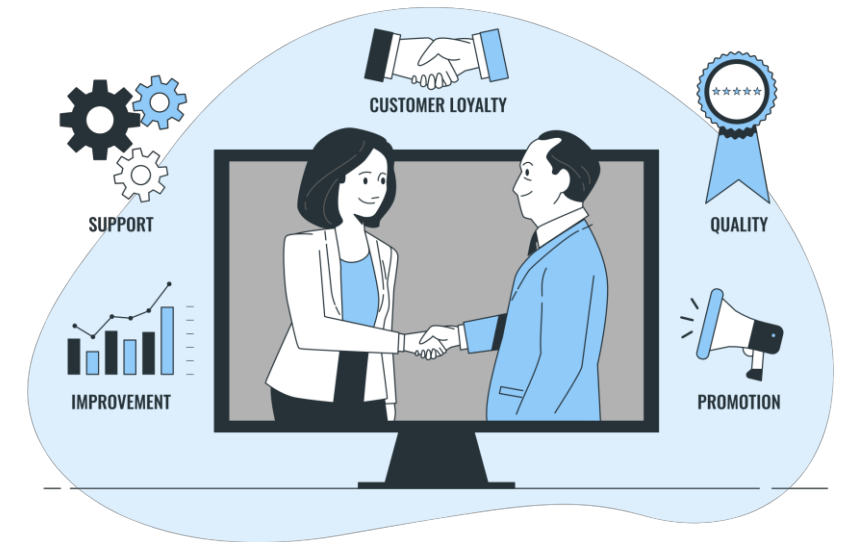 CUSTOMER LOYALTY
SUPPORT
QUALITY
IMPROVEMENT
PROMOTION